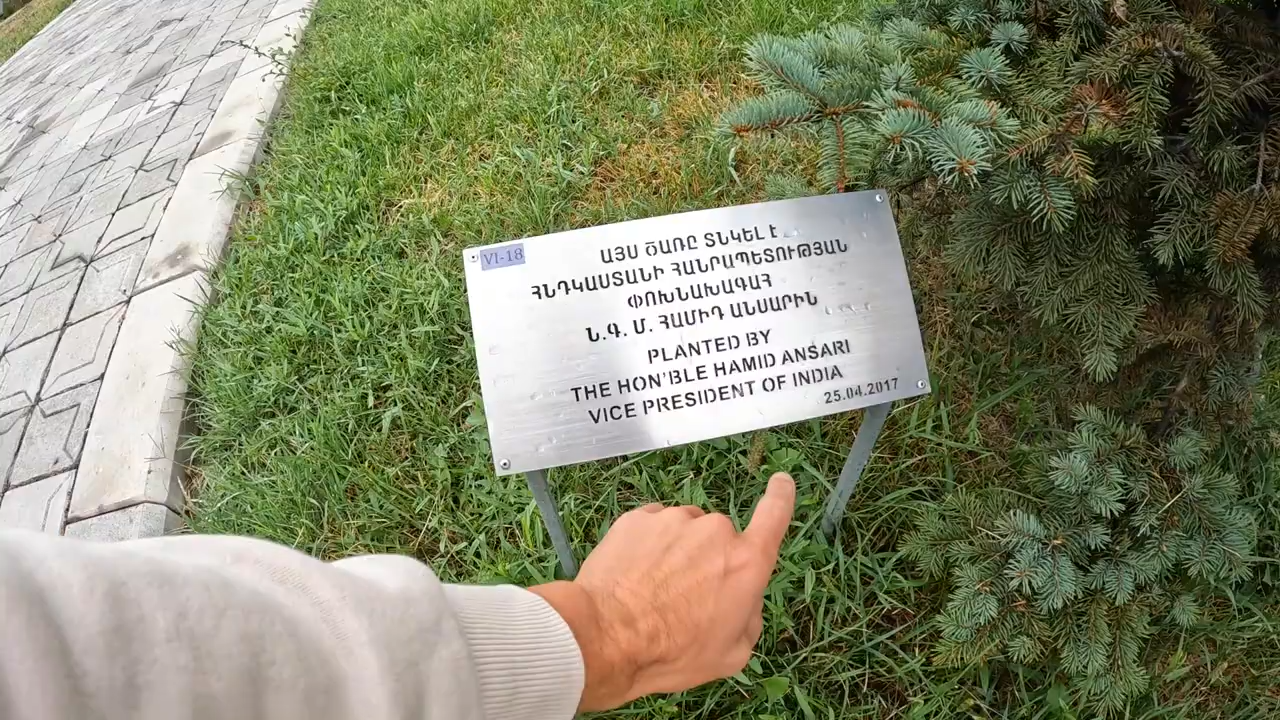 VI-18
ԱՅՍ ԾԱՌԸ ՏՆԿԵԼ Է
ՀՆԴԿԱՍՏԱՆԻ ՀԱՆՐԱՊԵՏՈՒԹՅԱՆ
ՓՈԽՆԱԽԱԳԱՀ
Ն.Գ. Մ. ՀԱՄԻԴ ԱՆՍԱՐԻՆ
PLANTED BY
THE HON'BLE HAMID ANSARI
VICE PRESIDENT OF INDIA
25.04.2017